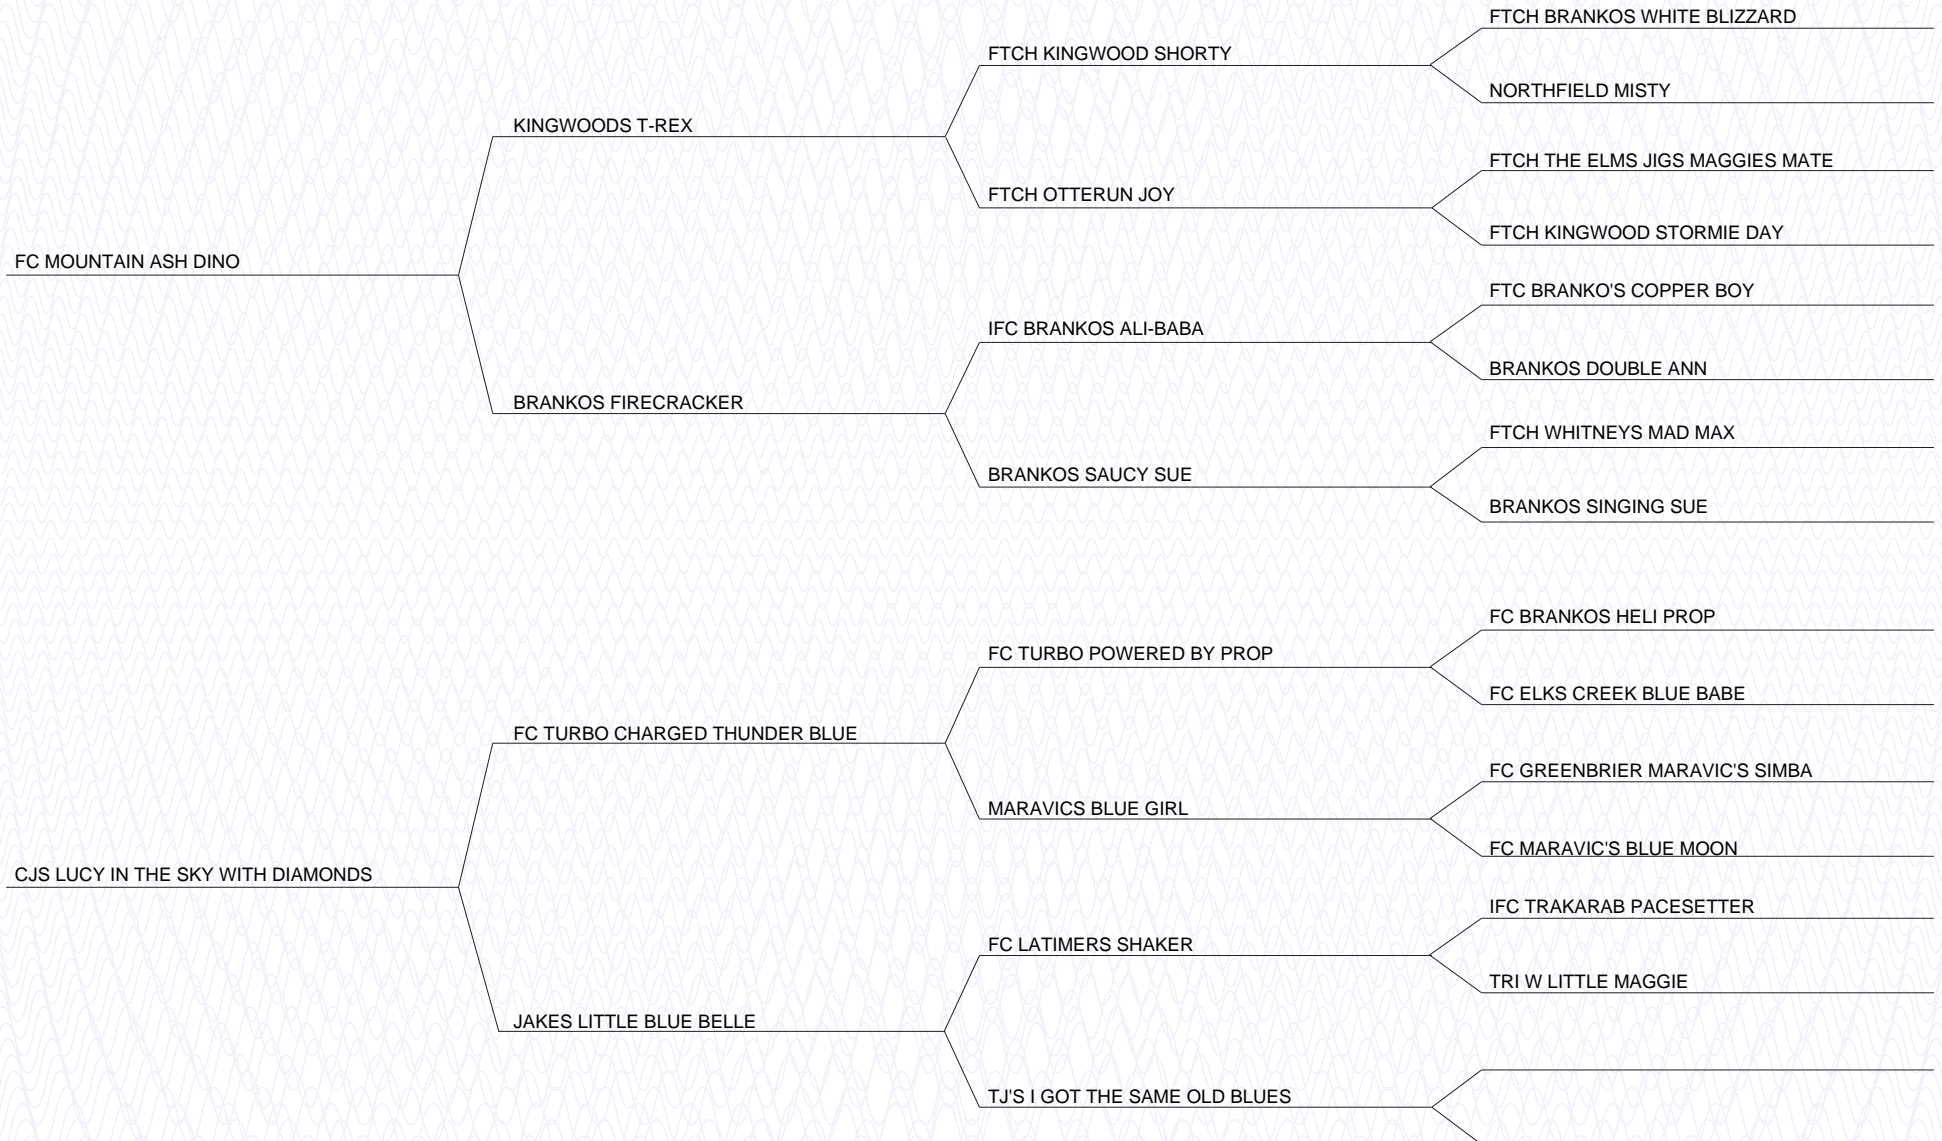 FTCH BRANKOS WHITE BLIZZARD
FTCH KINGWOOD SHORTY
NORTHFIELD MISTY
KINGWOODS T-REX
FTCH THE ELMS JIGS MAGGIES MATE
FTCH OTTERUN JOY
FTCH KINGWOOD STORMIE DAY
FC MOUNTAIN ASH DINO
FTC BRANKO'S COPPER BOY
IFC BRANKOS ALI-BABA
BRANKOS DOUBLE ANN
BRANKOS FIRECRACKER
FTCH WHITNEYS MAD MAX
BRANKOS SAUCY SUE
BRANKOS SINGING SUE
FC BRANKOS HELI PROP
FC TURBO POWERED BY PROP
FC ELKS CREEK BLUE BABE
FC TURBO CHARGED THUNDER BLUE
FC GREENBRIER MARAVIC'S SIMBA
MARAVICS BLUE GIRL
FC MARAVIC'S BLUE MOON
CJS LUCY IN THE SKY WITH DIAMONDS
IFC TRAKARAB PACESETTER
FC LATIMERS SHAKER
TRI W LITTLE MAGGIE
JAKES LITTLE BLUE BELLE
TJ'S I GOT THE SAME OLD BLUES